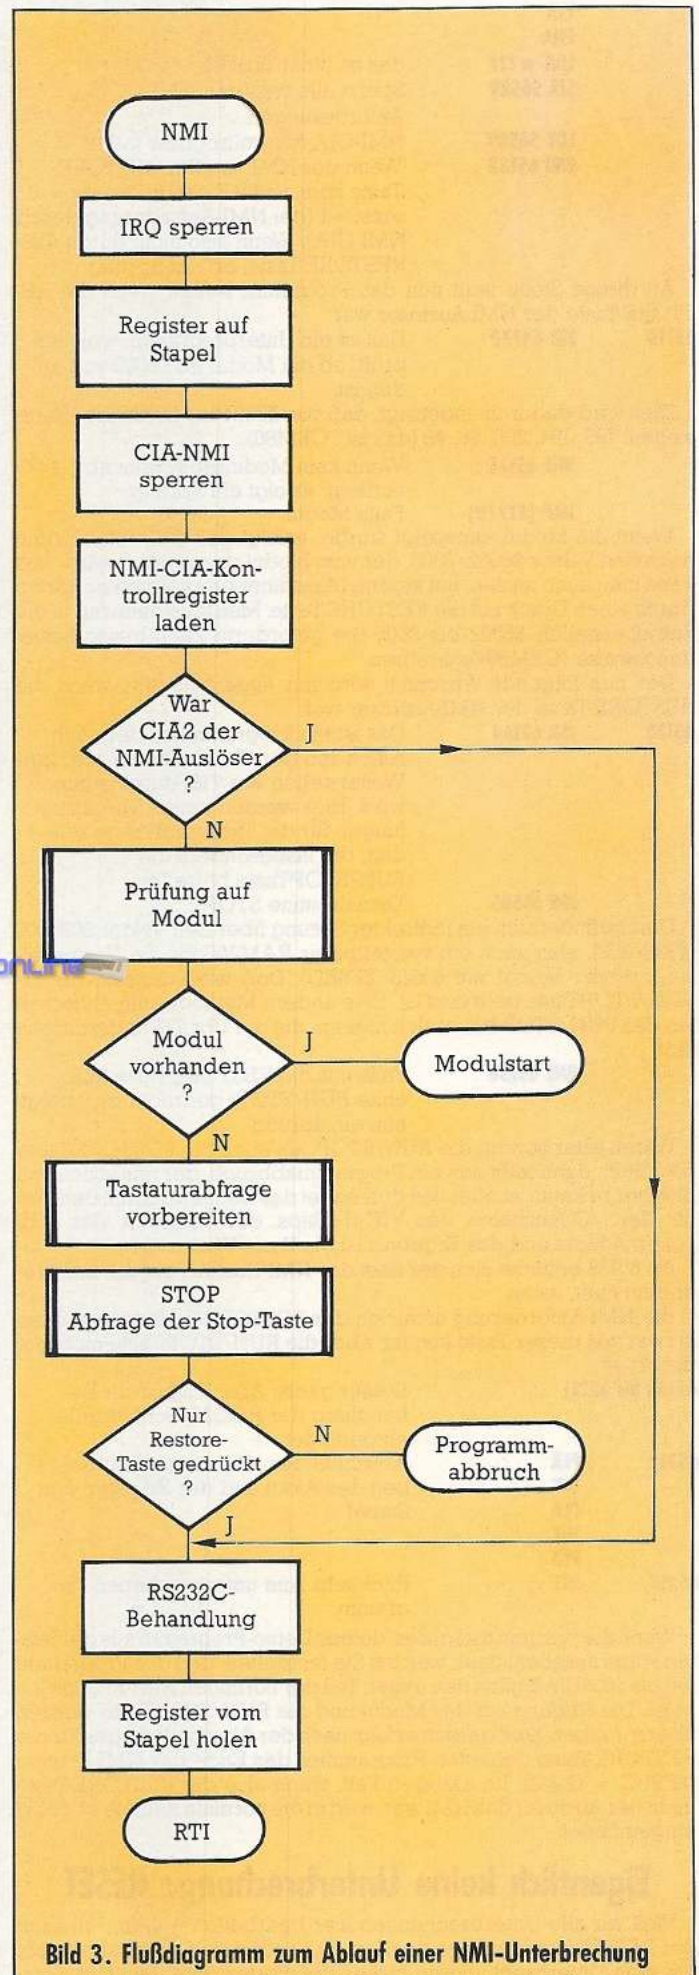 NMI
IRQ sperren
Register auf
Stapel
CIA-NMI
sperren
NMI-CIA-Kon-
trollregister
laden
War
CIA2 der
NMI-Auslöser
?
J
N
Prüfung auf
Modul
online
Modul
vorhanden
?
J
Modulstart
N
Tastaturabfrage
vorbereiten
STOP
Abfrage der Stop-Taste
Nur
Restore-
Taste gedrückt
?
N
Programm-
abbruch
J
RS232C-
Behandlung
Register vom
Stapel holen
RTI
Bild 3. Flußdiagramm zum Ablauf einer NMI-Unterbrechung